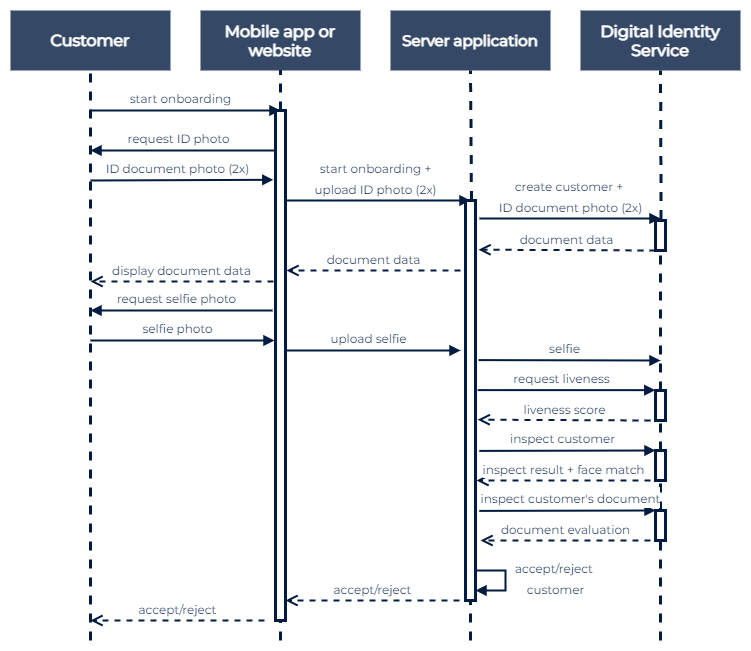 Customer
Mobile app or
website
Server application
Digital Identity
Service
start onboarding
request ID photo
ID document photo (2x)
start onboarding +
upload ID photo (2x)
create customer +
ID document photo (2x)
document data
document data
display document data
request selfie photo
selfie photo
upload selfie
selfie
request liveness
liveness score
inspect customer
inspect result + face match
inspect customer's document
document evaluation
accept/reject
customer
accept/reject
accept/reject